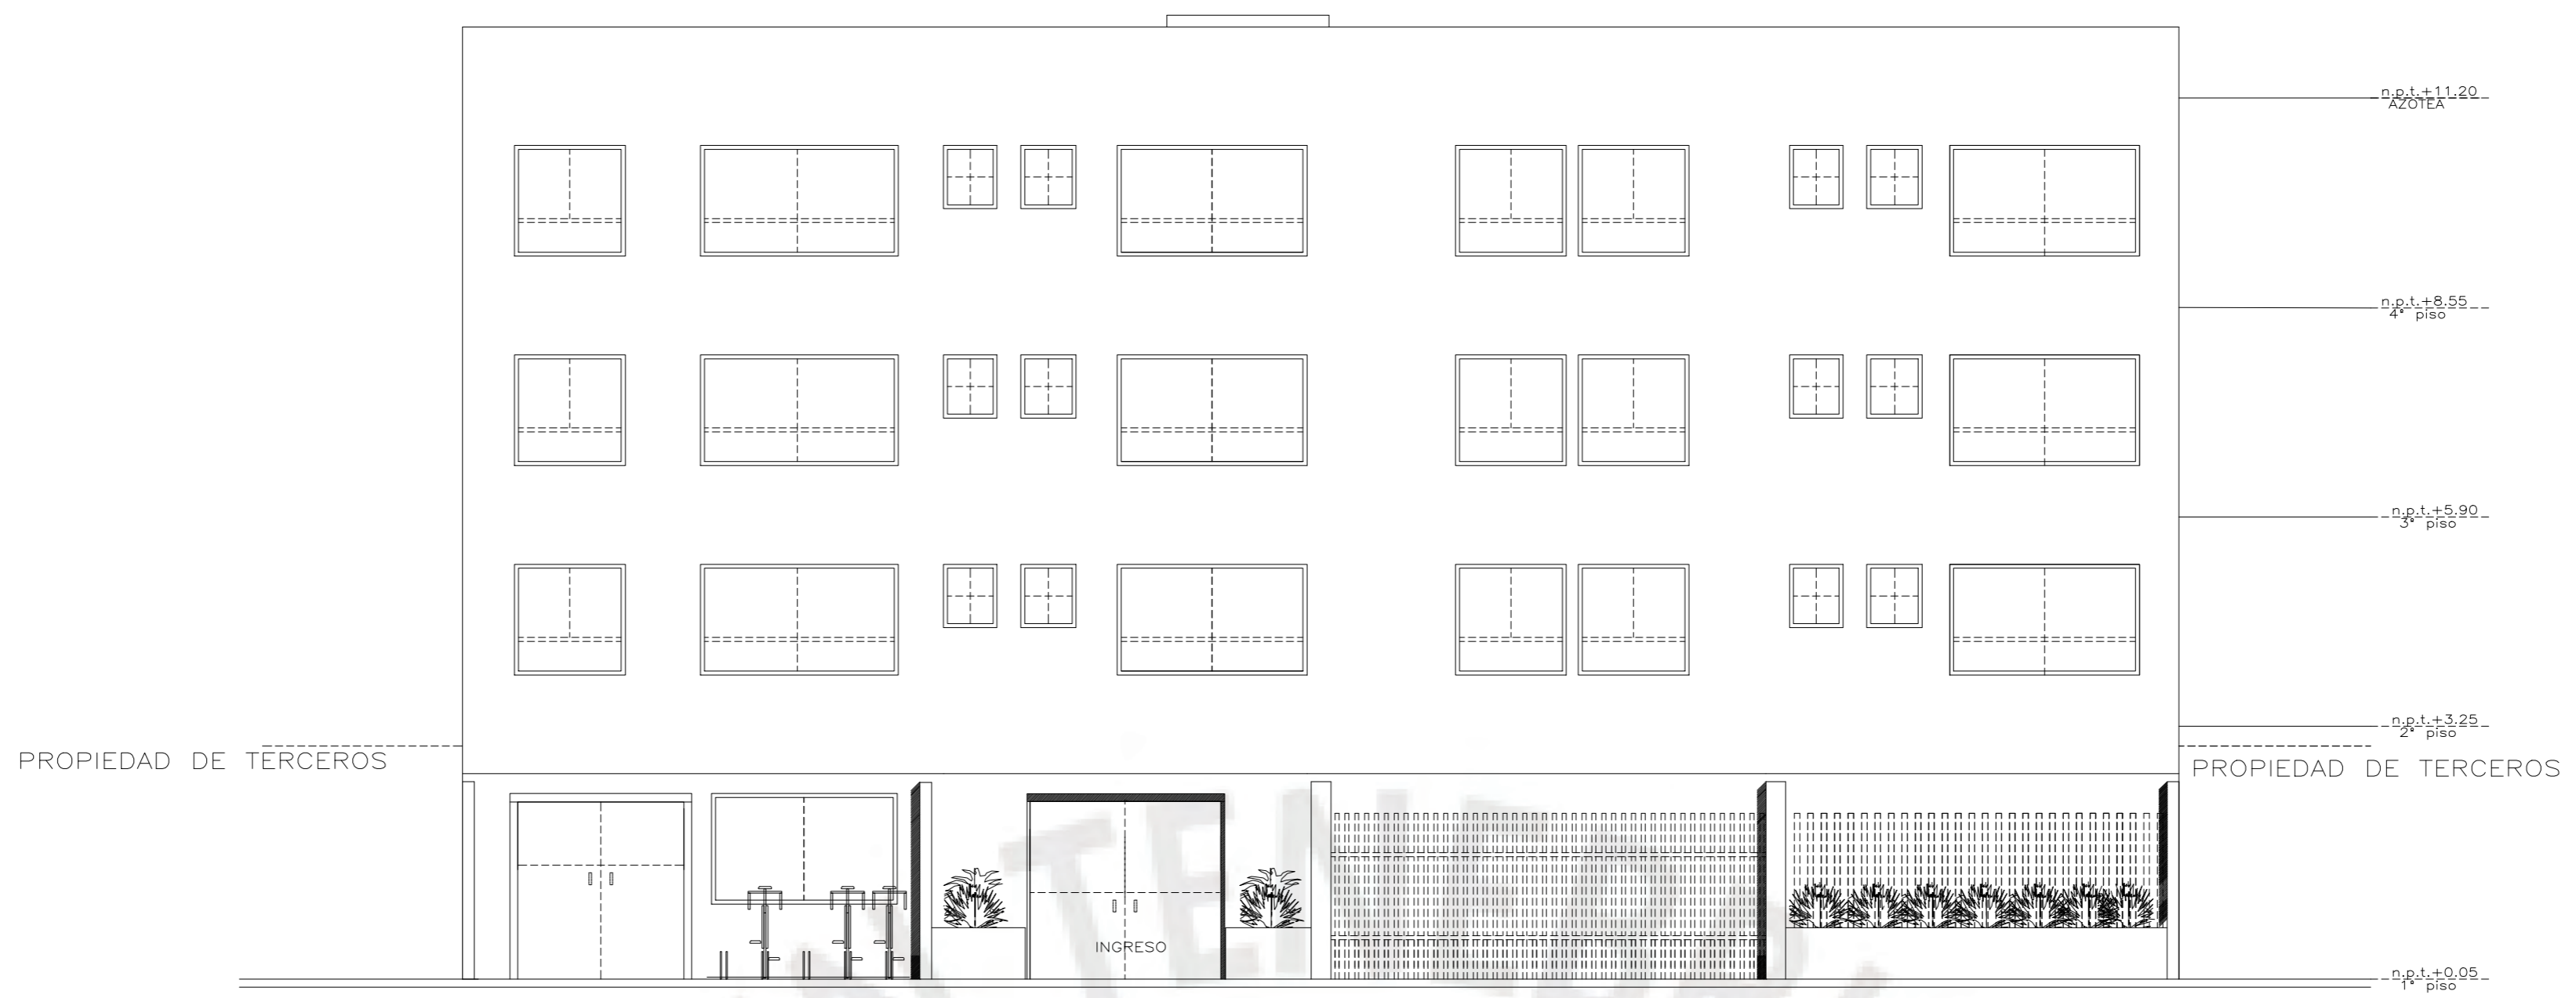 n.p.t.+11.20
AZOTEA
n.p.t.+8.55
4° piso
n.p.t.+5.90
3° piso
n.p.t.+3.25
2° piso
PROPIEDAD DE TERCEROS
PROPIEDAD DE TERCEROS
INGRESO
n.p.t.+0.05
1° piso